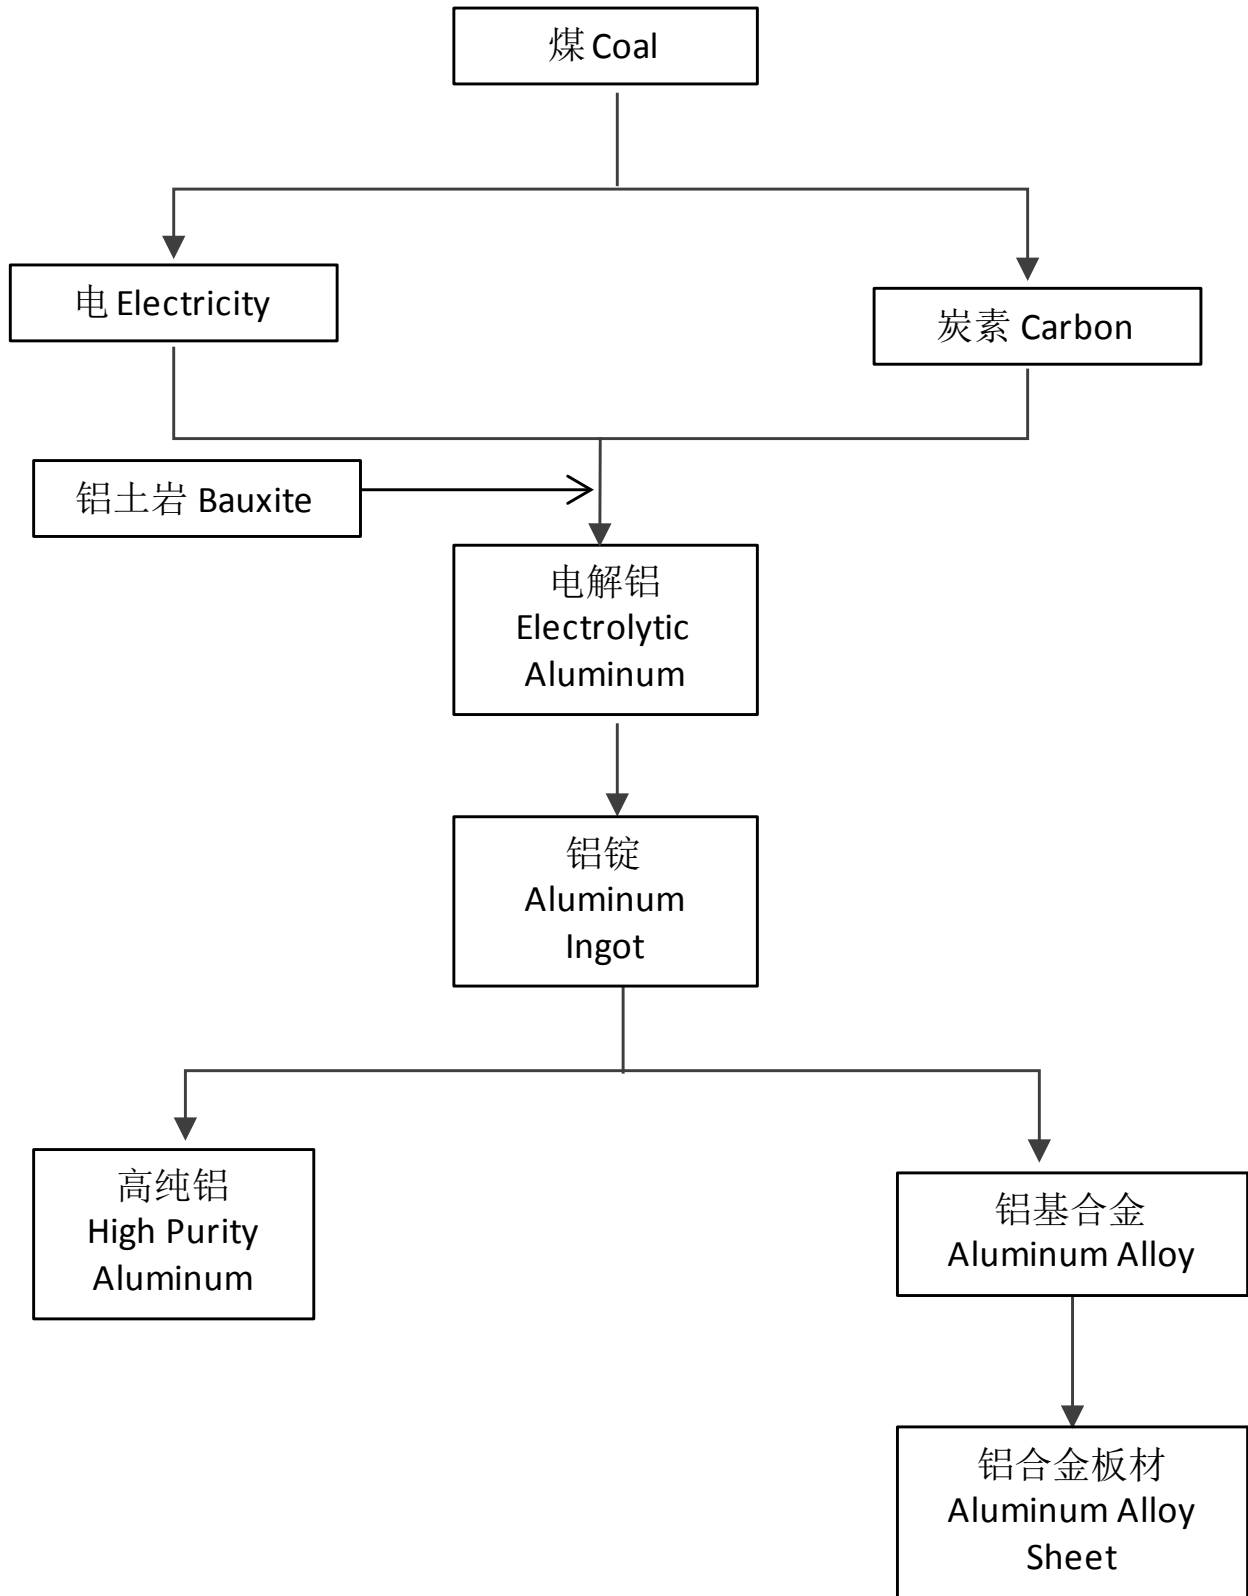 煤 Coal
电 Electricity
炭素 Carbon
铝土岩 Bauxite
电解铝
Electrolytic
Aluminum
铝锭
Aluminum
Ingot
高纯铝
High Purity
Aluminum
铝基合金
Aluminum Alloy
铝合金板材
Aluminum Alloy
Sheet